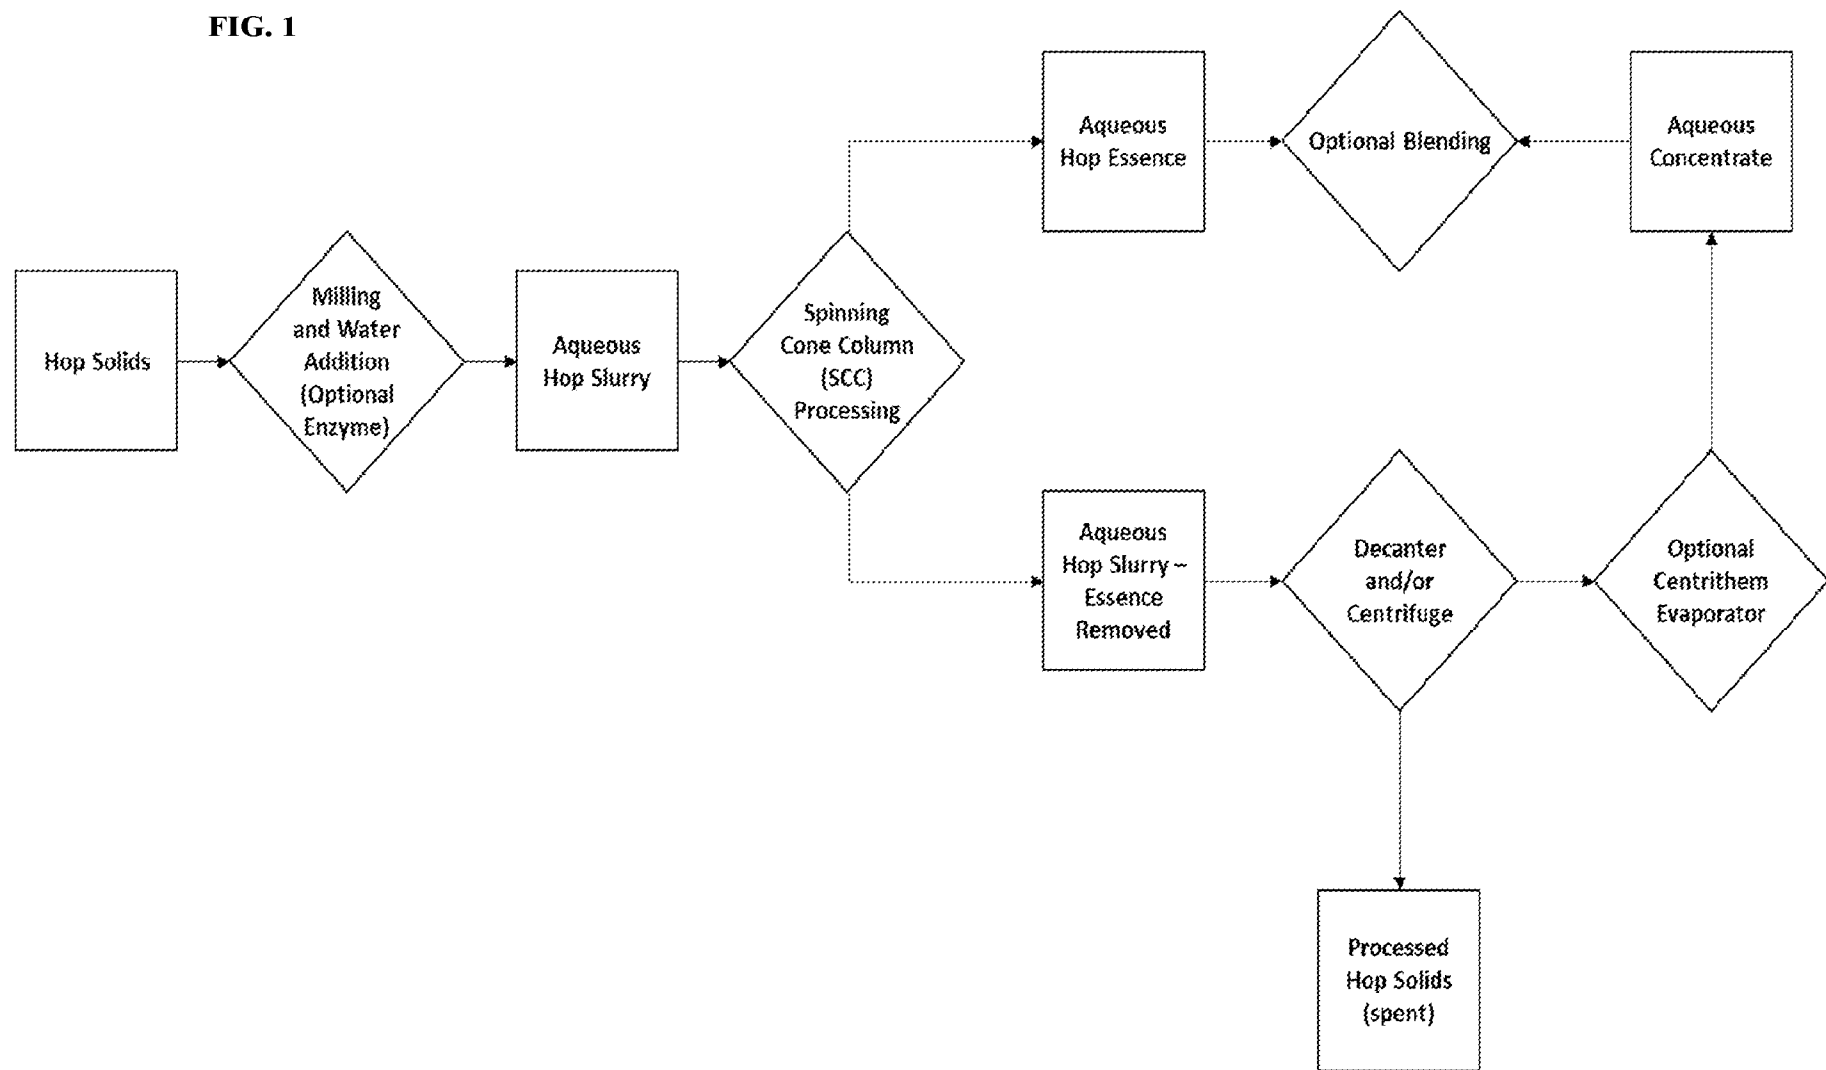 FIG. 1
Hop Solids
Milling
and Water
Addition
(Optional
Enzyme)
Aqueous
Hop Slurry
Spinning
Cone Column
(SCC)
Processing
Aqueous
Hop Essence
Optional Blending
Aqueous
Concentrate
Aqueous
Hop Slurry –
Essence
Removed
Decanter
and/or
Centrifuge
Optional
Centrithem
Evaporator
Processed
Hop Solids
(spent)